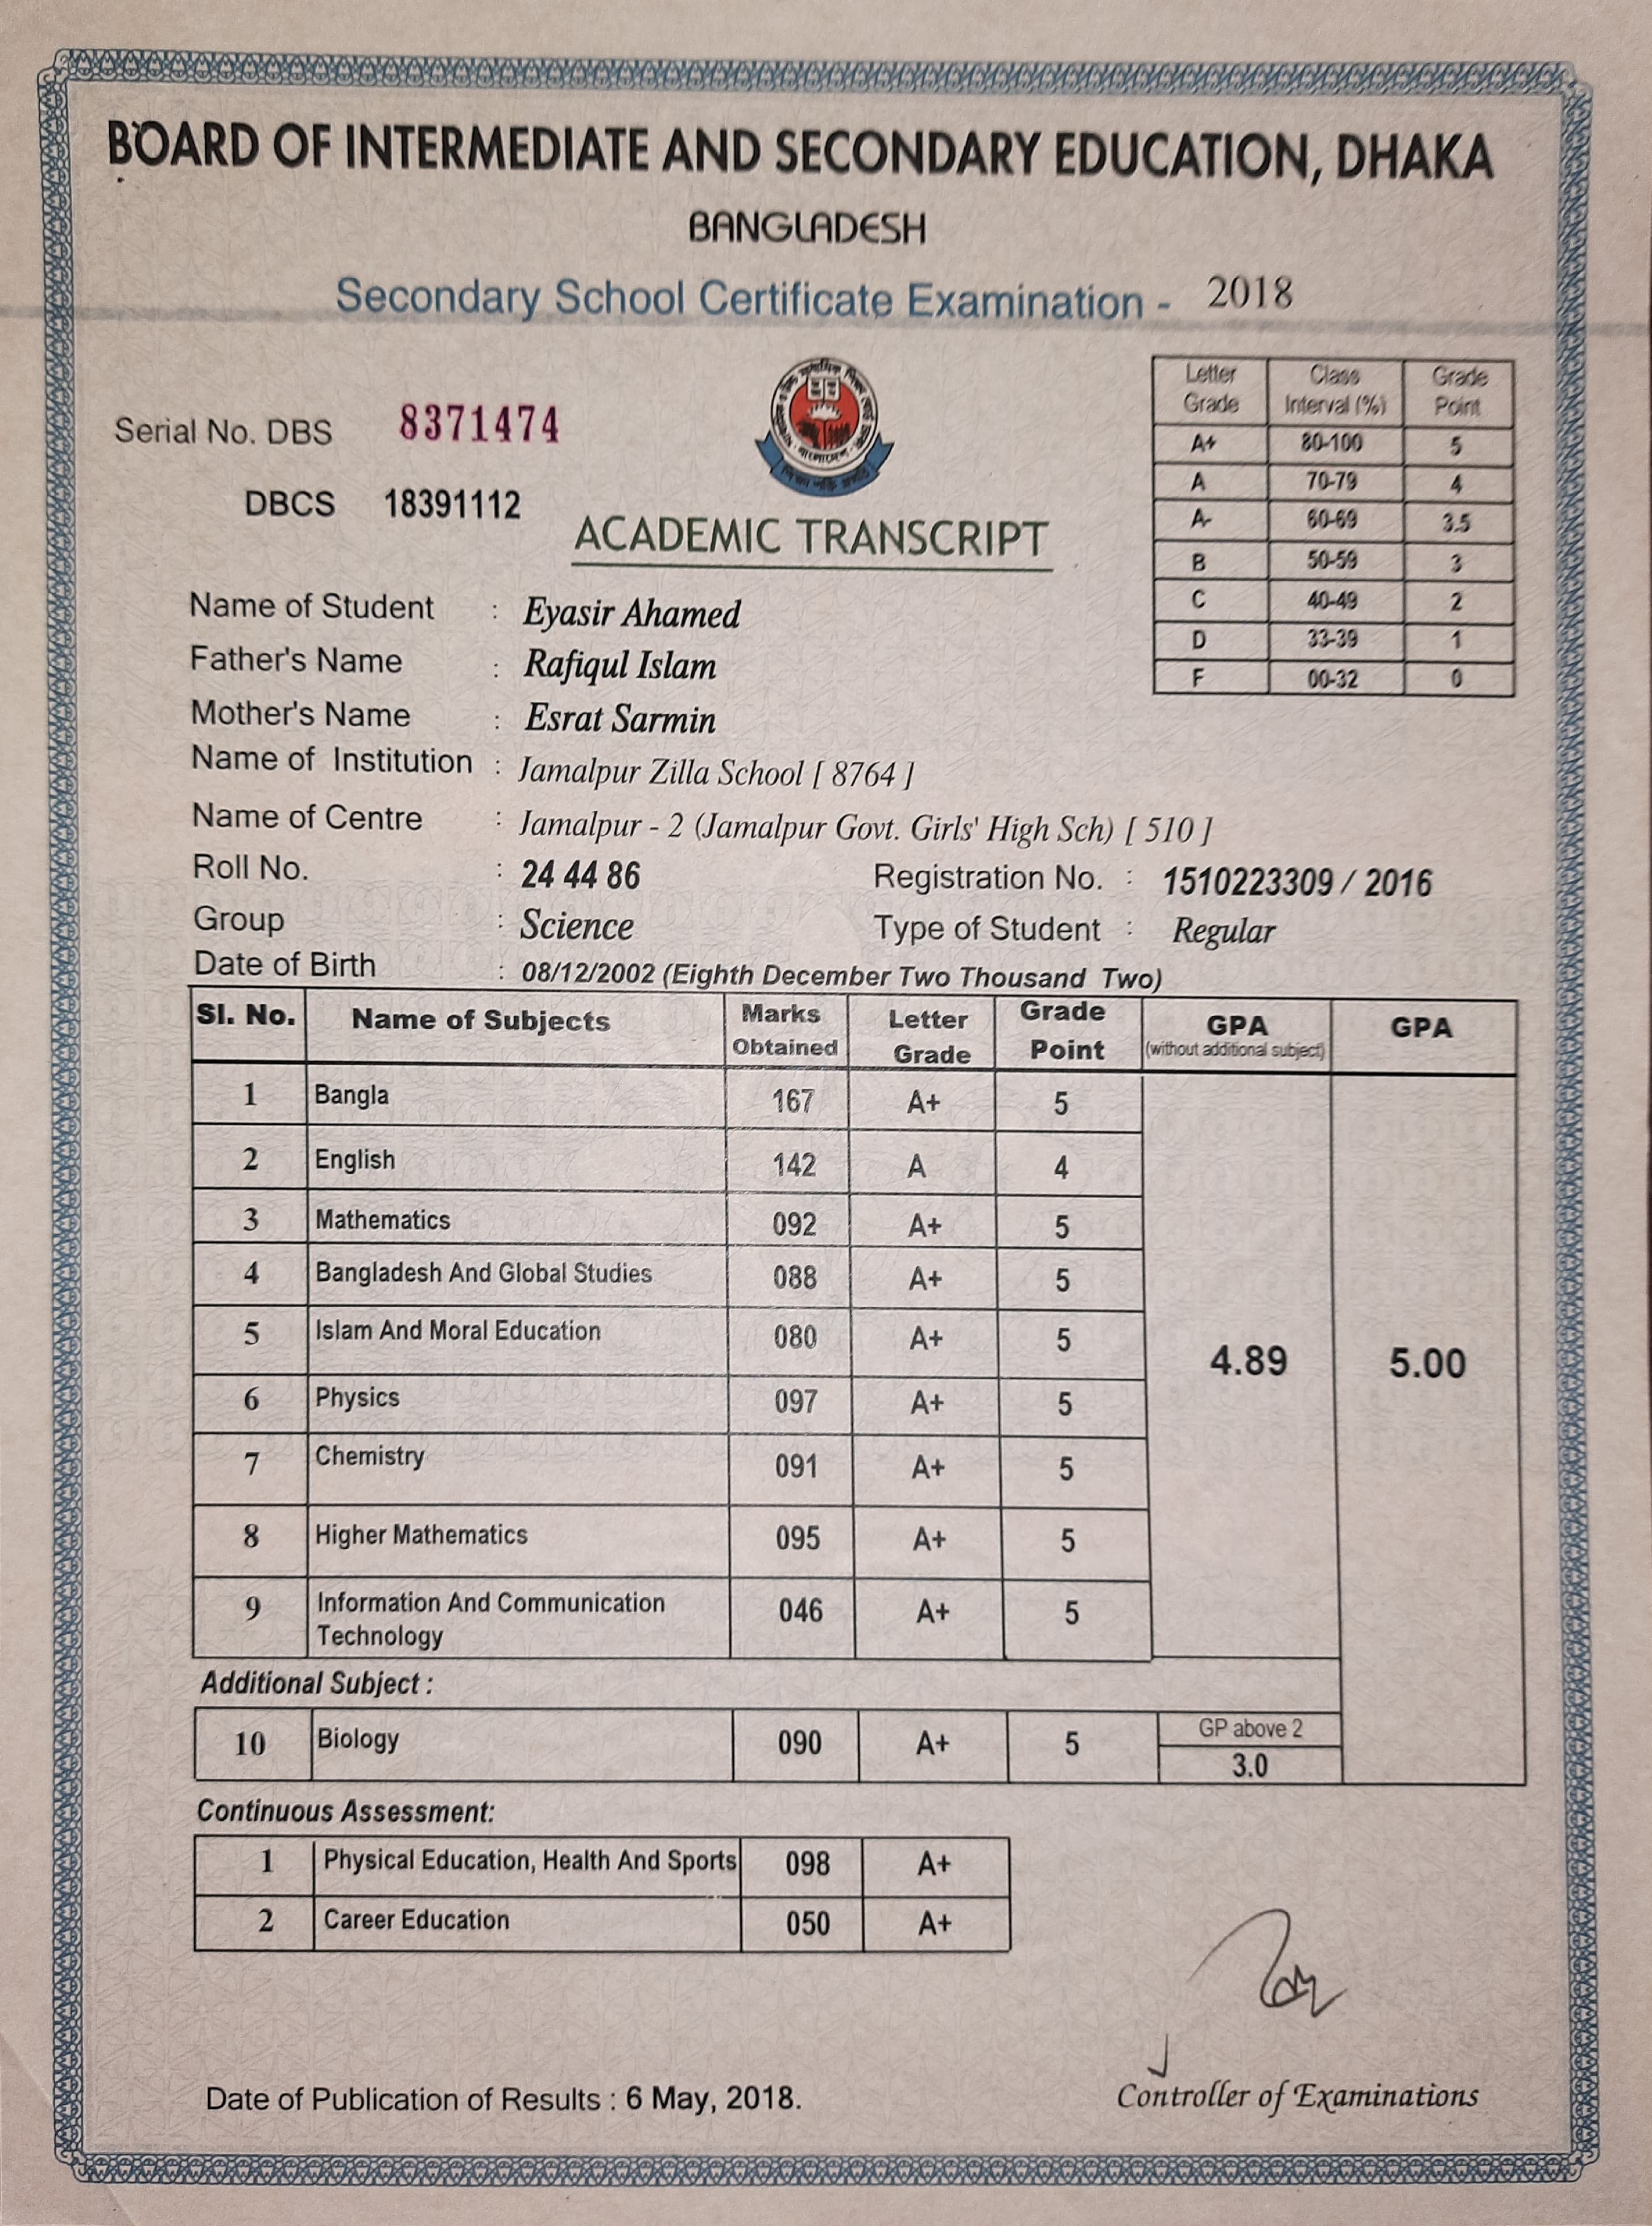 BOARD OF INTERMEDIATE AND SECONDARY EDUCATION, DHAKA
BANGLADESH
Secondary School Certificate Examination - 2018
Letter Grade Class Interval (%) Grade Point
A+ 80-100 5
A 70-79 4
A- 60-69 3.5
B 50-59 3
C 40-49 2
D 33-39 1
F 00-32 0
Serial No. DBS 8371474
DBCS 18391112
ACADEMIC TRANSCRIPT
Name of Student : Eyasir Ahamed
Father's Name : Rafiqul Islam
Mother's Name : Esrat Sarmin
Name of Institution : Jamalpur Zilla School [ 8764 ]
Name of Centre : Jamalpur - 2 (Jamalpur Govt. Girls' High Sch) [ 510 ]
Roll No. : 24 44 86 Registration No. : 1510223309 / 2016
Group : Science Type of Student : Regular
Date of Birth : 08/12/2002 (Eighth December Two Thousand Two)
Sl. No. Name of Subjects Marks Obtained Letter Grade Grade Point GPA (without additional subject) GPA
1 Bangla 167 A+ 5
2 English 142 A 4
3 Mathematics 092 A+ 5
4 Bangladesh And Global Studies 088 A+ 5
5 Islam And Moral Education 080 A+ 5
4.89 5.00
6 Physics 097 A+ 5
7 Chemistry 091 A+ 5
8 Higher Mathematics 095 A+ 5
9 Information And Communication Technology 046 A+ 5
Additional Subject :
10 Biology 090 A+ 5 GP above 2
3.0
Continuous Assessment:
1 Physical Education, Health And Sports 098 A+
2 Career Education 050 A+
Date of Publication of Results : 6 May, 2018.
Controller of Examinations